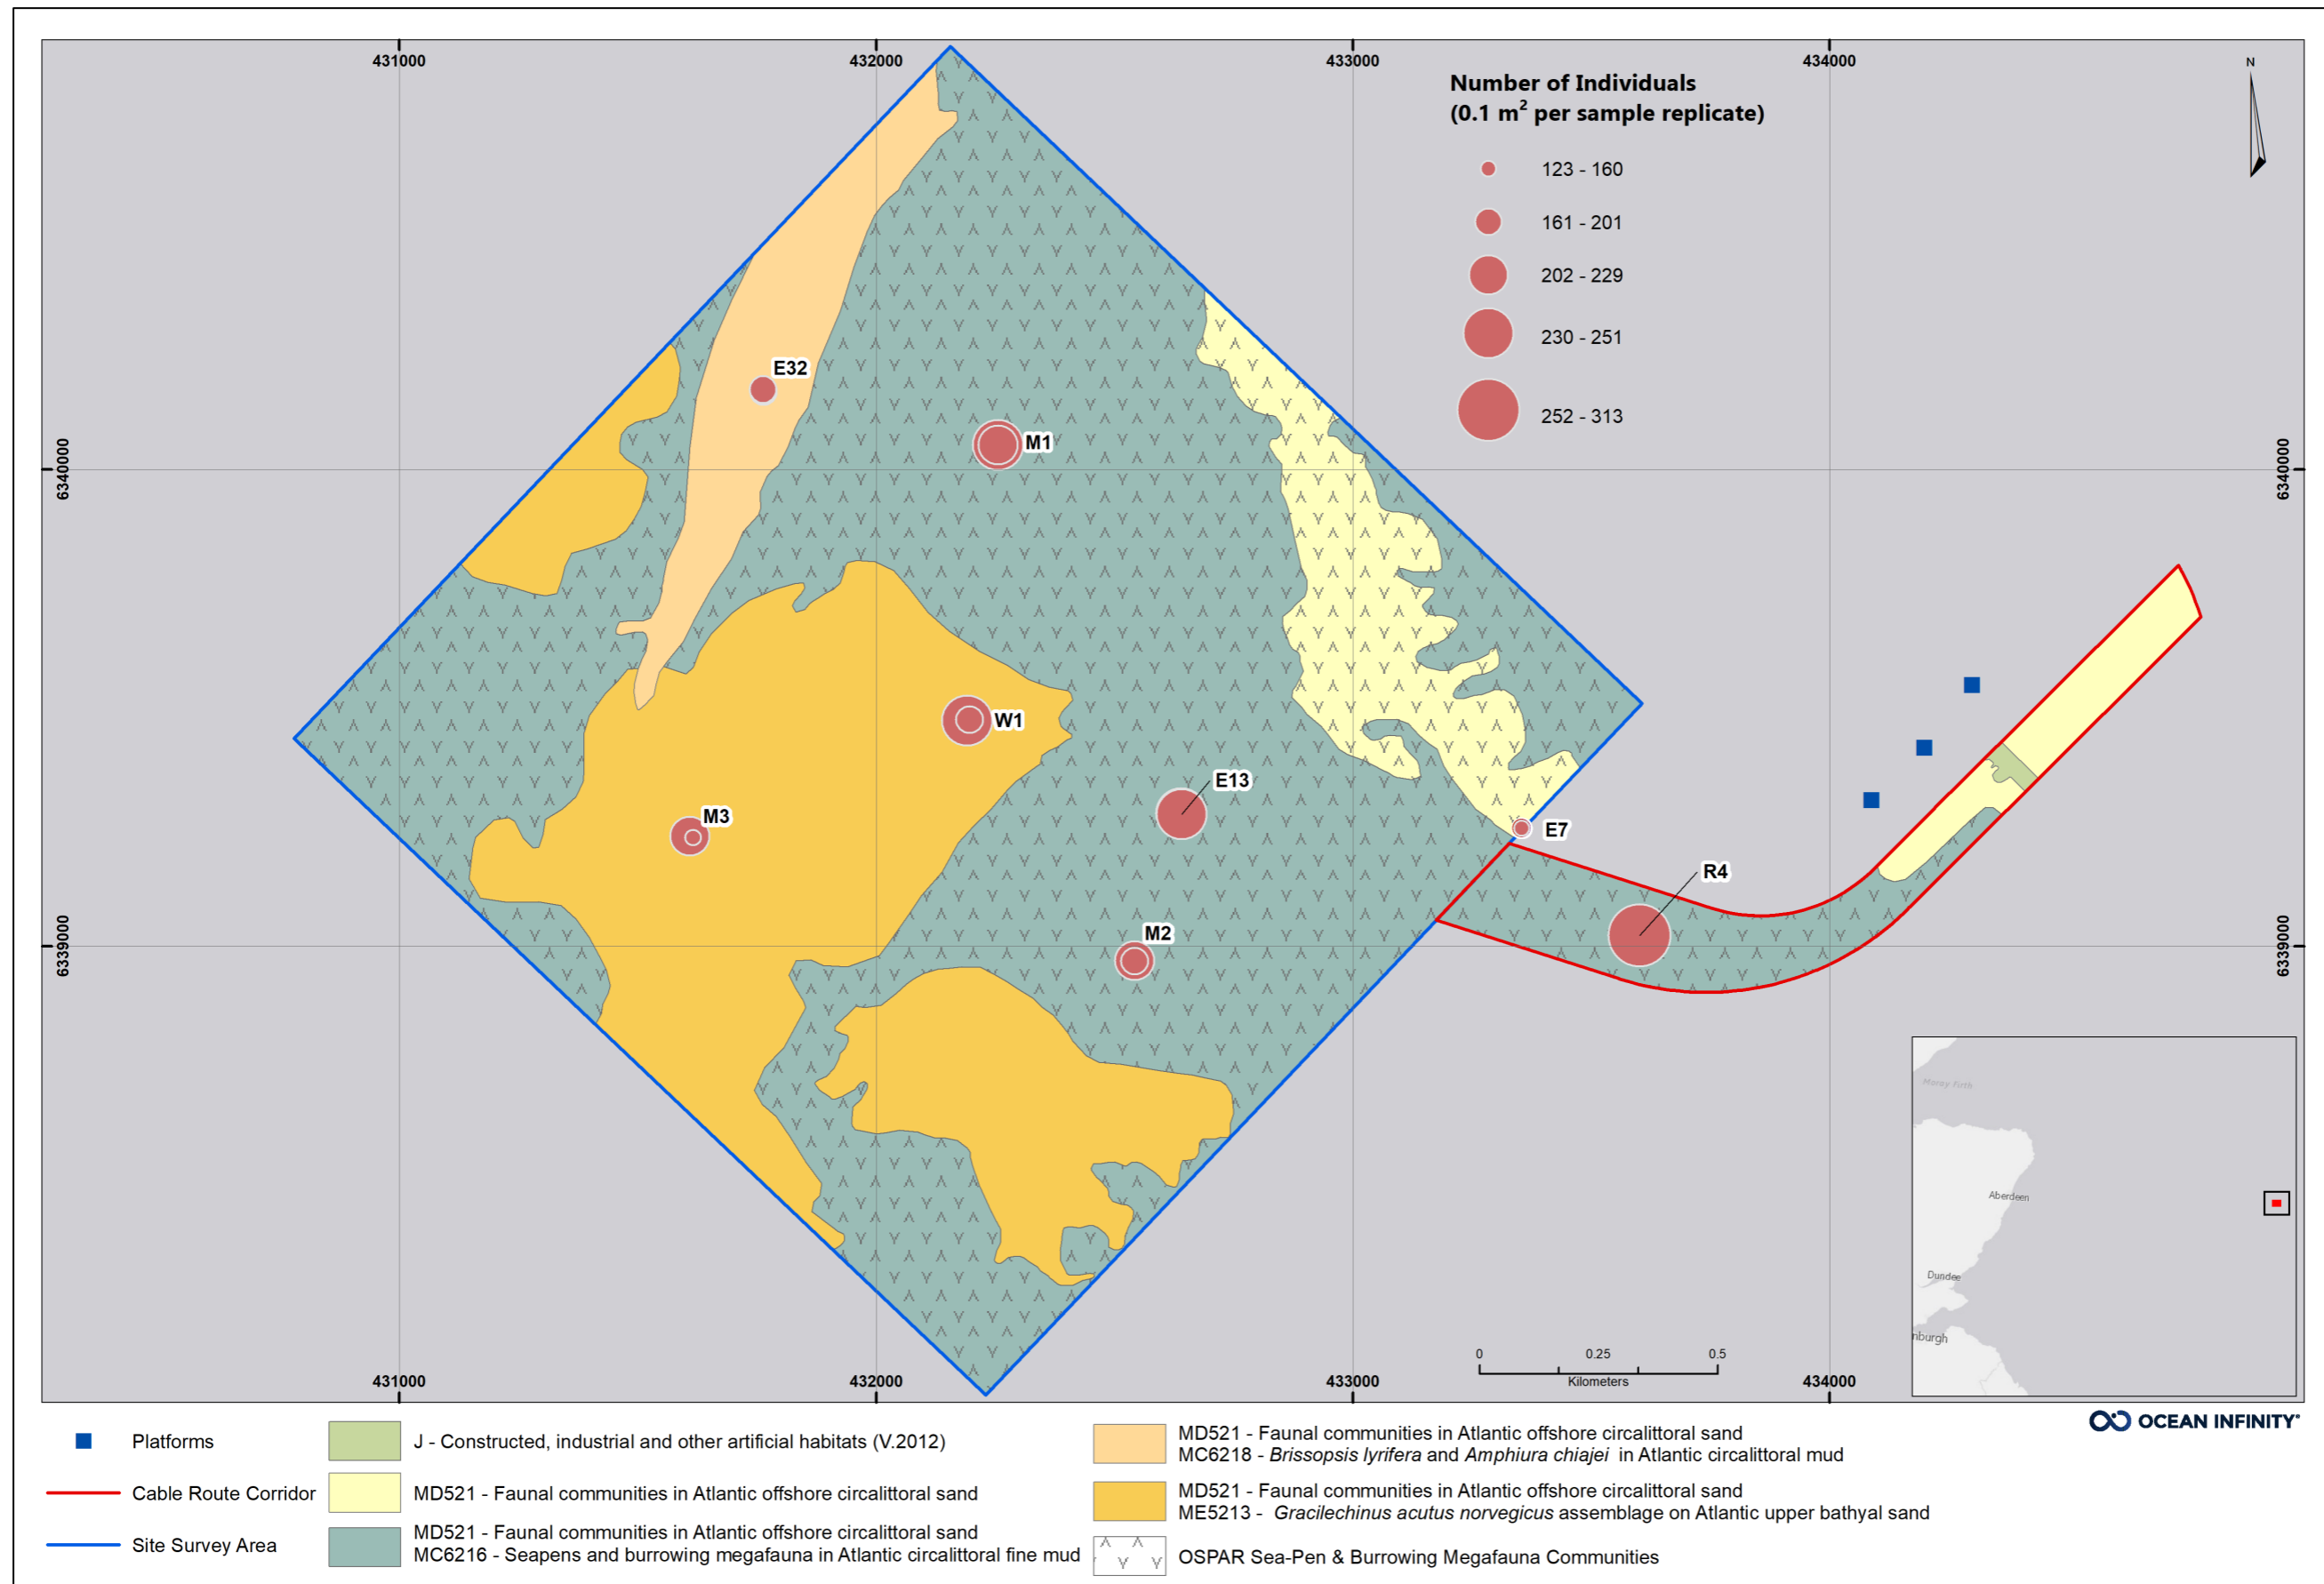 431000
432000
433000
434000
N
Number of Individuals
(0.1 m² per sample replicate)
123 - 160
161 - 201
202 - 229
230 - 251
252 - 313
E32
M1
6340000
6340000
W1
E13
M3
E7
R4
M2
6339000
6339000
Moray Firth
Aberdeen
Dundee
nburgh
0
0.25
0.5
Kilometers
431000
432000
433000
434000
OCEAN INFINITY®
Platforms
Cable Route Corridor
Site Survey Area
J - Constructed, industrial and other artificial habitats (V.2012)
MD521 - Faunal communities in Atlantic offshore circalittoral sand
MD521 - Faunal communities in Atlantic offshore circalittoral sand
MC6216 - Seapens and burrowing megafauna in Atlantic circalittoral fine mud
MD521 - Faunal communities in Atlantic offshore circalittoral sand
MC6218 - Brissopsis lyrifera and Amphiura chiajei in Atlantic circalittoral mud
MD521 - Faunal communities in Atlantic offshore circalittoral sand
ME5213 - Gracilechinus acutus norvegicus assemblage on Atlantic upper bathyal sand
OSPAR Sea-Pen & Burrowing Megafauna Communities